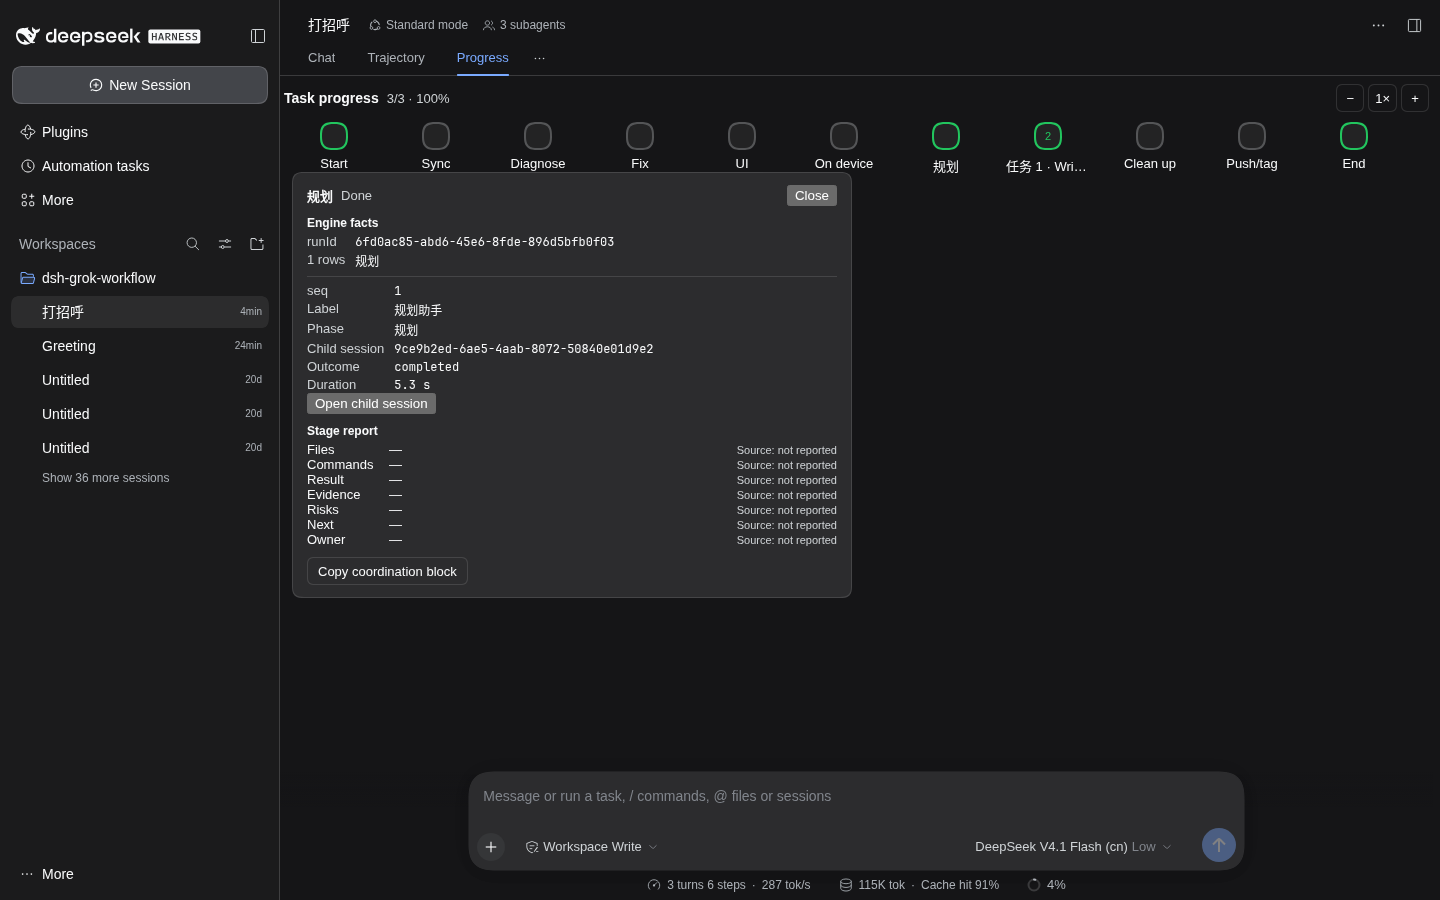 deepseek HARNESS
New Session
Plugins
Automation tasks
More
Workspaces
dsh-grok-workflow
打招呼 4min
Greeting 24min
Untitled 20d
Untitled 20d
Untitled 20d
Show 36 more sessions
··· More
打招呼 Standard mode 3 subagents ···
Chat Trajectory Progress ···
Task progress 3/3 · 100% − 1× +
2
Start Sync Diagnose Fix UI On device 规划 任务 1 · Wri… Clean up Push/tag End
规划 Done Close
Engine facts
runId 6fd0ac85-abd6-45e6-8fde-896d5bfb0f03
1 rows 规划
seq 1
Label 规划助手
Phase 规划
Child session 9ce9b2ed-6ae5-4aab-8072-50840e01d9e2
Outcome completed
Duration 5.3 s
Open child session
Stage report
Files — Source: not reported
Commands — Source: not reported
Result — Source: not reported
Evidence — Source: not reported
Risks — Source: not reported
Next — Source: not reported
Owner — Source: not reported
Copy coordination block
Message or run a task, / commands, @ files or sessions
Workspace Write DeepSeek V4.1 Flash (cn) Low
3 turns 6 steps · 287 tok/s 115K tok · Cache hit 91% 4%